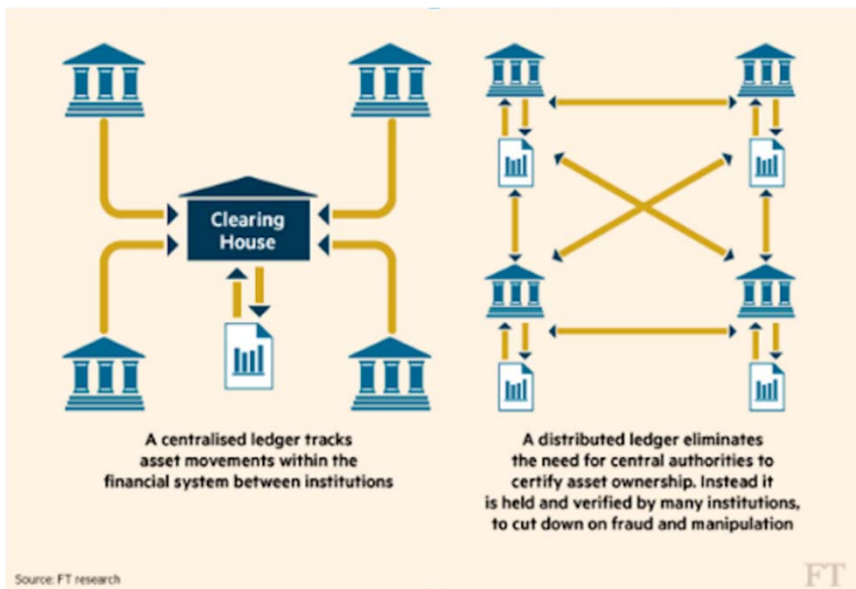 Clearing
House
A centralised ledger tracks
asset movements within the
financial system between institutions
A distributed ledger eliminates
the need for central authorities to
certify asset ownership. Instead it
is held and verified by many institutions,
to cut down on fraud and manipulation
Source: FT research
FT